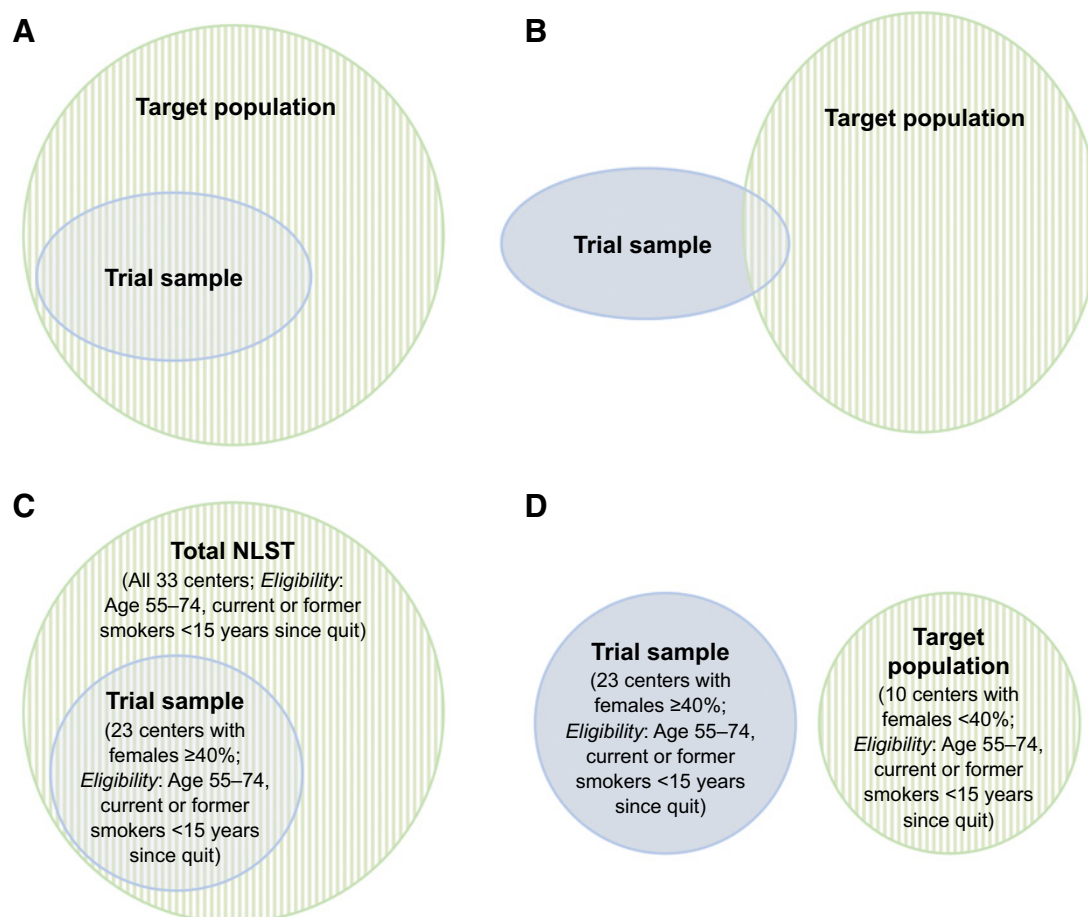 A
Target population
Trial sample
B
Target population
Trial sample
C
Total NLST
(All 33 centers; Eligibility:
Age 55–74, current or former
smokers <15 years since quit)
Trial sample
(23 centers with
females ≥40%;
Eligibility: Age 55–74,
current or former
smokers <15 years
since quit)
D
Trial sample
(23 centers with
females ≥40%;
Eligibility: Age 55–74,
current or former
smokers <15 years
since quit)
Target
population
(10 centers with
females <40%;
Eligibility: Age 55–74,
current or former
smokers <15 years
since quit)